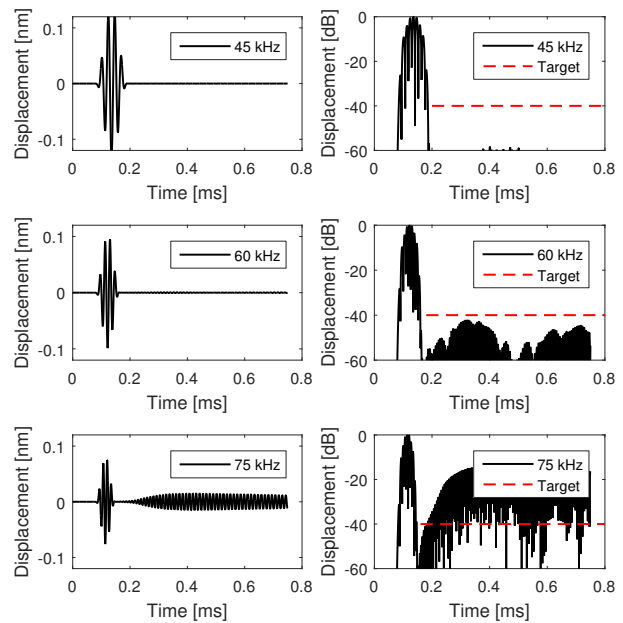 Displacement [nm]
0.1
0
-0.1
0
0.2
0.4
0.6
0.8
Time [ms]
45 kHz
Displacement [dB]
0
-20
-40
-60
0
0.2
0.4
0.6
0.8
Time [ms]
45 kHz
Target
Displacement [nm]
0.1
0
-0.1
0
0.2
0.4
0.6
0.8
Time [ms]
60 kHz
Displacement [dB]
0
-20
-40
-60
0
0.2
0.4
0.6
0.8
Time [ms]
60 kHz
Target
Displacement [nm]
0.1
0
-0.1
0
0.2
0.4
0.6
0.8
Time [ms]
75 kHz
Displacement [dB]
0
-20
-40
-60
0
0.2
0.4
0.6
0.8
Time [ms]
75 kHz
Target